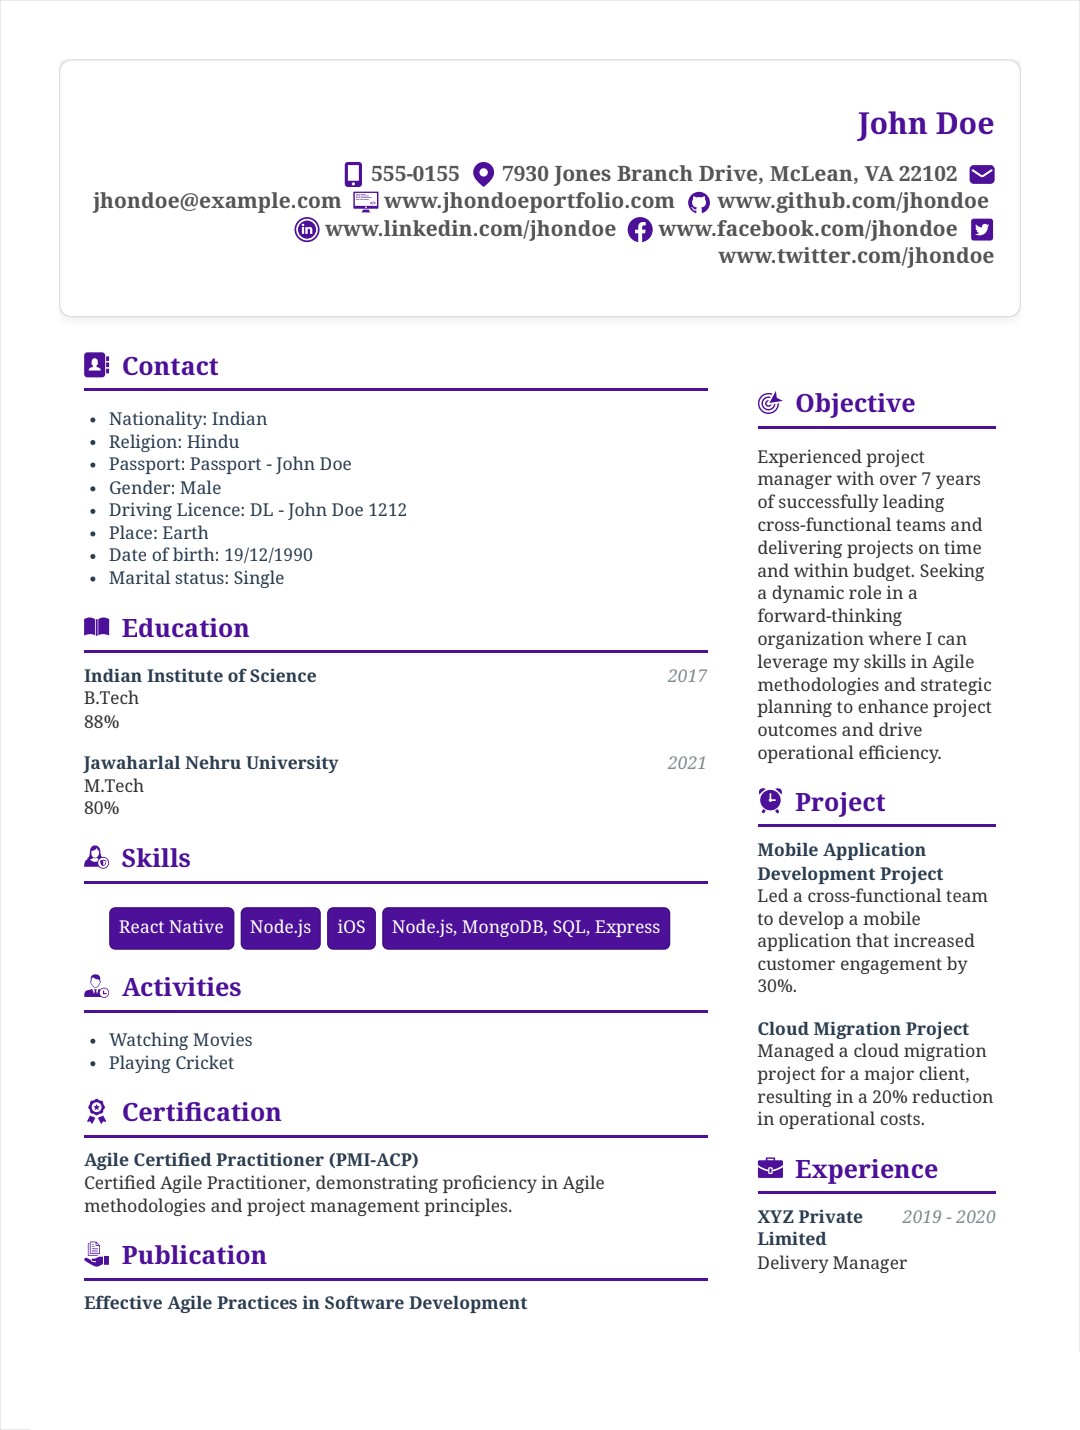 John Doe
555-0155 7930 Jones Branch Drive, McLean, VA 22102
jhondoe@example.com www.jhondoeportfolio.com www.github.com/jhondoe
www.linkedin.com/jhondoe www.facebook.com/jhondoe
www.twitter.com/jhondoe
Contact
• Nationality: Indian
• Religion: Hindu
• Passport: Passport - John Doe
• Gender: Male
• Driving Licence: DL - John Doe 1212
• Place: Earth
• Date of birth: 19/12/1990
• Marital status: Single
Education
Indian Institute of Science 2017
B.Tech
88%
Jawaharlal Nehru University 2021
M.Tech
80%
Skills
React Native Node.js iOS Node.js, MongoDB, SQL, Express
Activities
• Watching Movies
• Playing Cricket
Certification
Agile Certified Practitioner (PMI-ACP)
Certified Agile Practitioner, demonstrating proficiency in Agile
methodologies and project management principles.
Publication
Effective Agile Practices in Software Development
Objective
Experienced project
manager with over 7 years
of successfully leading
cross-functional teams and
delivering projects on time
and within budget. Seeking
a dynamic role in a
forward-thinking
organization where I can
leverage my skills in Agile
methodologies and strategic
planning to enhance project
outcomes and drive
operational efficiency.
Project
Mobile Application
Development Project
Led a cross-functional team
to develop a mobile
application that increased
customer engagement by
30%.
Cloud Migration Project
Managed a cloud migration
project for a major client,
resulting in a 20% reduction
in operational costs.
Experience
XYZ Private 2019 - 2020
Limited
Delivery Manager